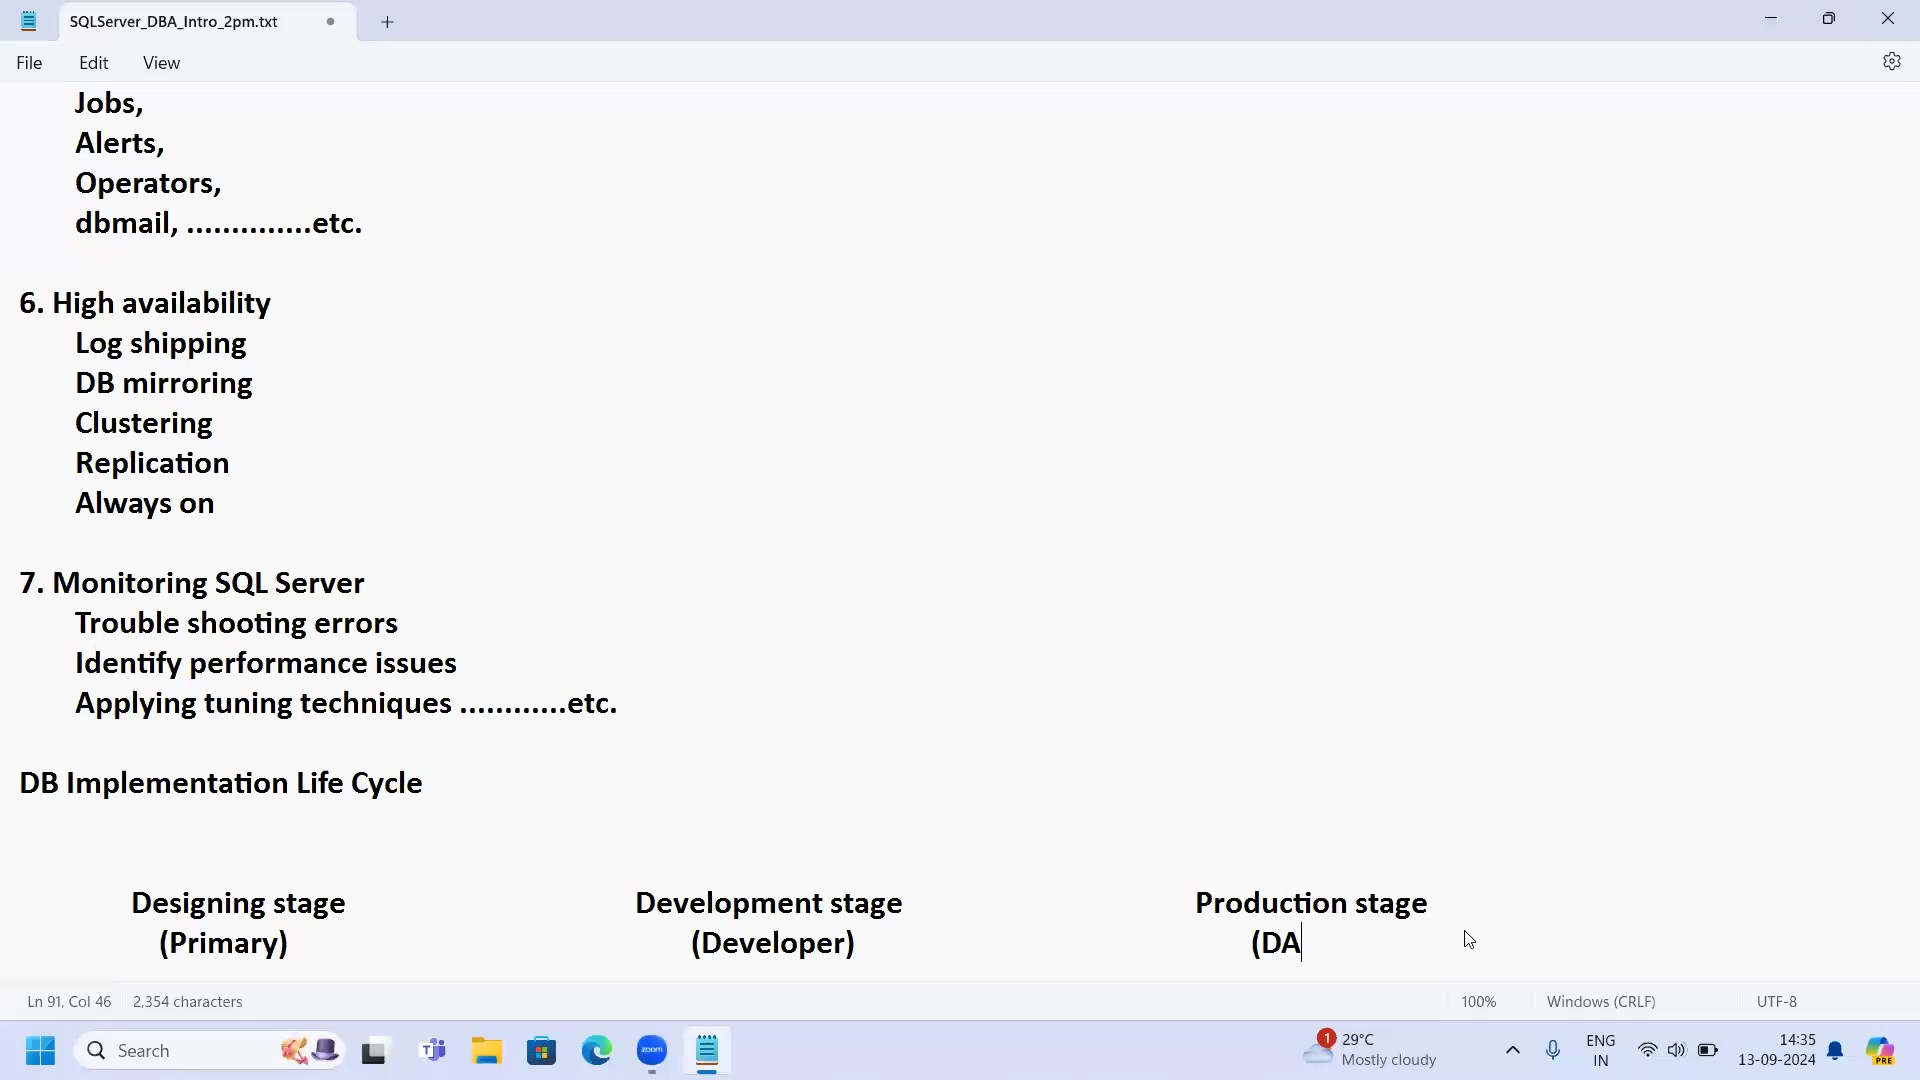 SQLServer_DBA_Intro_2pm.txt
File Edit View
Jobs,
Alerts,
Operators,
dbmail, ..............etc.
6. High availability
Log shipping
DB mirroring
Clustering
Replication
Always on
7. Monitoring SQL Server
Trouble shooting errors
Identify performance issues
Applying tuning techniques ............etc.
DB Implementation Life Cycle
Designing stage Development stage Production stage
(Primary) (Developer) (DA
Ln 91, Col 46 2,354 characters 100% Windows (CRLF) UTF-8
Search zoom 1 29°C ENG 14:35
Mostly cloudy IN 13-09-2024 PRE